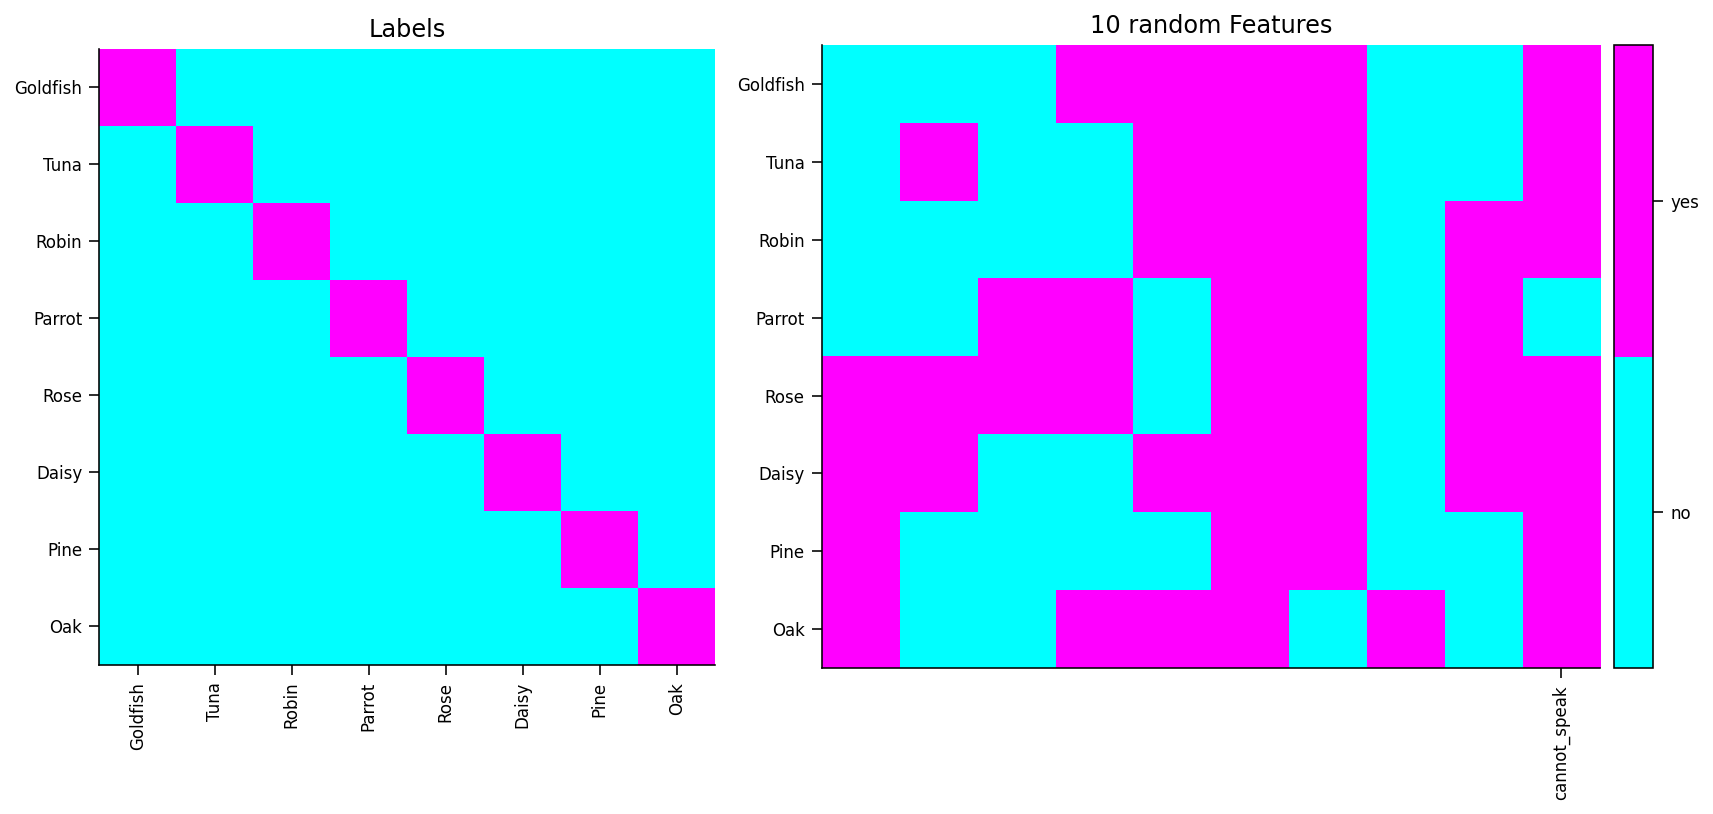 Labels
Goldfish
Tuna
Robin
Parrot
Rose
Daisy
Pine
Oak
Goldfish
Tuna
Robin
Parrot
Rose
Daisy
Pine
Oak
10 random Features
Goldfish
Tuna
Robin
Parrot
Rose
Daisy
Pine
Oak
cannot_speak
yes
no